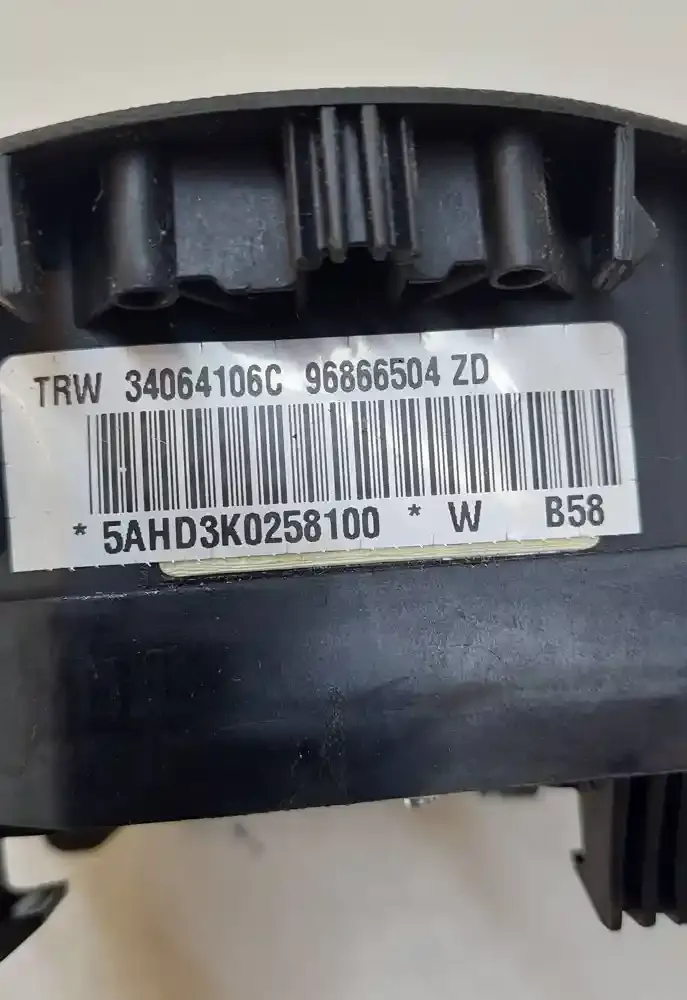 TRW 34064106C 96866504 ZD
* 5AHD3K0258100 * W B58